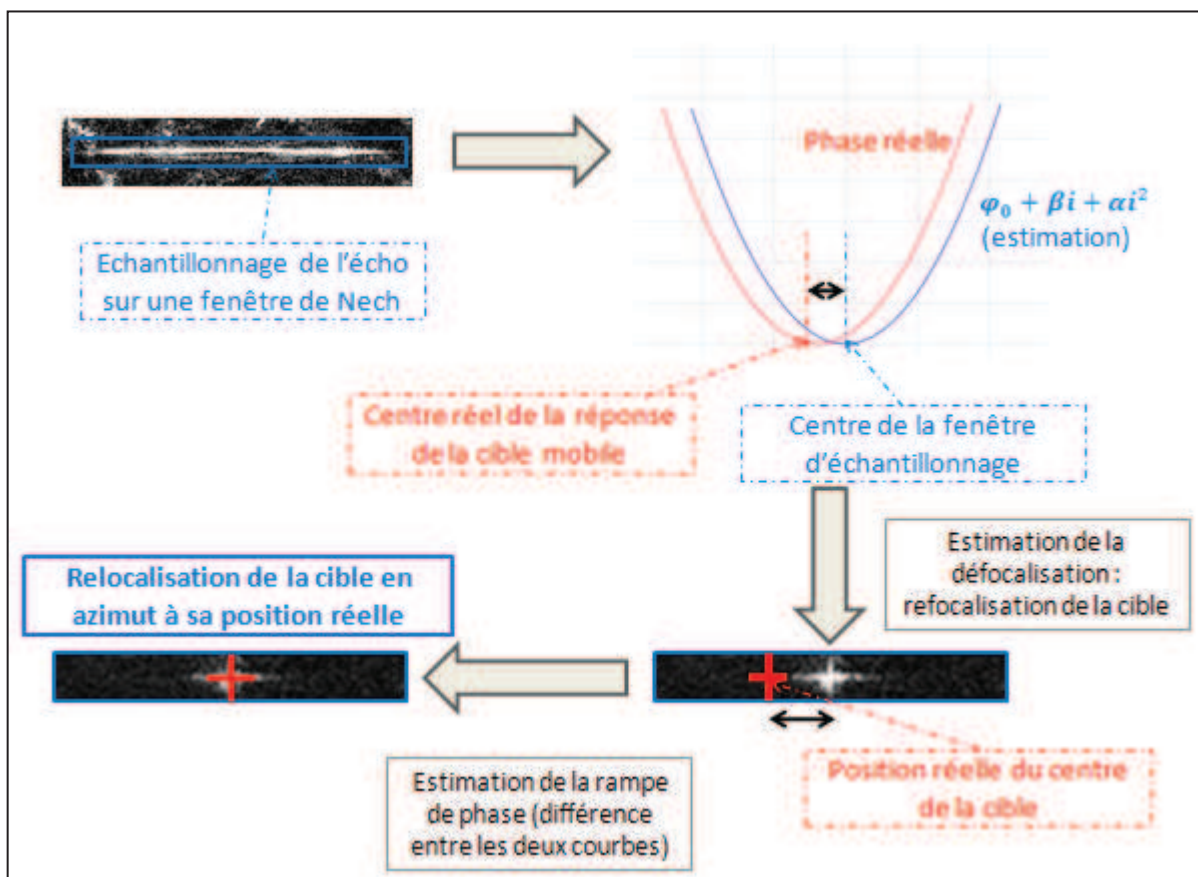 Phase réelle
φ₀ + βi + αi²
(estimation)
Echantillonnage de l'écho
sur une fenêtre de Nech
Centre réel de la réponse
de la cible mobile
Centre de la fenêtre
d'échantillonnage
Estimation de la
défocalisation :
refocalisation de la cible
Relocalisation de la cible en
azimut à sa position réelle
Estimation de la rampe
de phase (différence
entre les deux courbes)
Position réelle du centre
de la cible